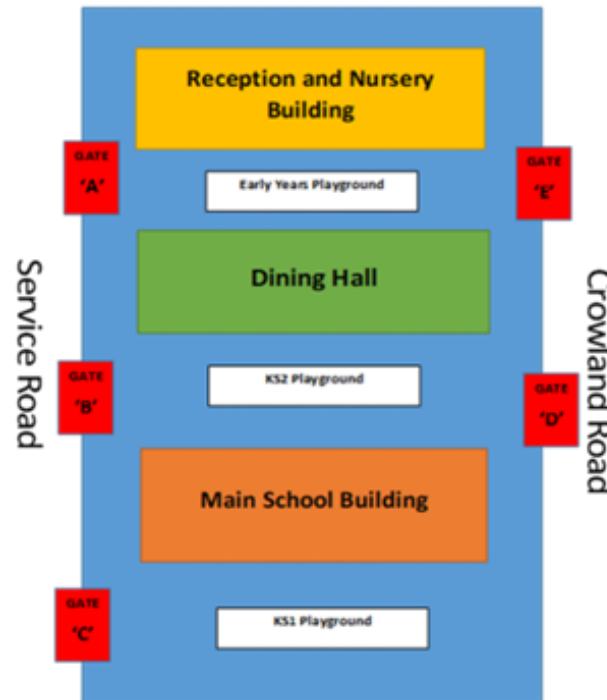 Reception and Nursery
Building
GATE
'A'
Early Years Playground
GATE
'E'
Dining Hall
Service Road
Crowland Road
GATE
'B'
KS2 Playground
GATE
'D'
Main School Building
GATE
'C'
KS1 Playground